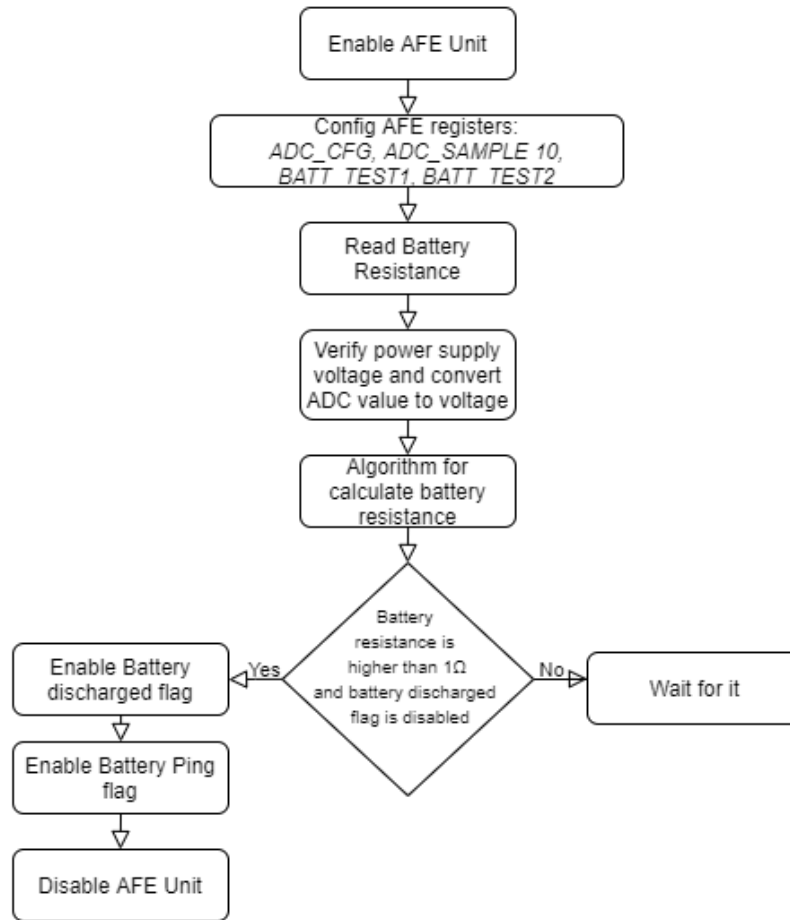 Enable AFE Unit
Config AFE registers:
ADC_CFG, ADC_SAMPLE 10,
BATT_TEST1, BATT_TEST2
Read Battery
Resistance
Verify power supply
voltage and convert
ADC value to voltage
Algorithm for
calculate battery
resistance
Battery
resistance is
higher than 1Ω
and battery discharged
flag is disabled
Yes
No
Enable Battery
discharged flag
Wait for it
Enable Battery Ping
flag
Disable AFE Unit